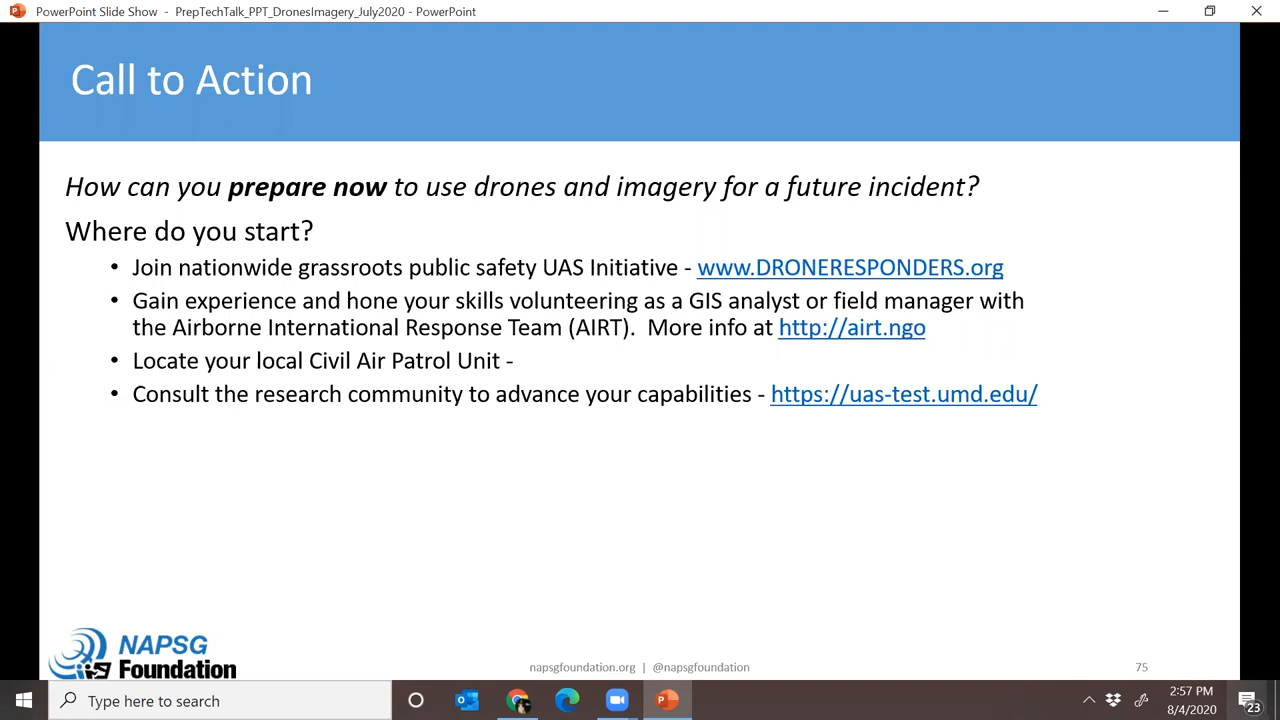 PowerPoint Slide Show - PrepTechTalk_PPT_DronesImagery_July2020 - PowerPoint
Call to Action
How can you prepare now to use drones and imagery for a future incident?
Where do you start?
• Join nationwide grassroots public safety UAS Initiative - www.DRONERESPONDERS.org
• Gain experience and hone your skills volunteering as a GIS analyst or field manager with
the Airborne International Response Team (AIRT). More info at http://airt.ngo
• Locate your local Civil Air Patrol Unit -
• Consult the research community to advance your capabilities - https://uas-test.umd.edu/
NAPSG
Foundation
napsgfoundation.org | @napsgfoundation
75
Type here to search
2:57 PM
8/4/2020
23